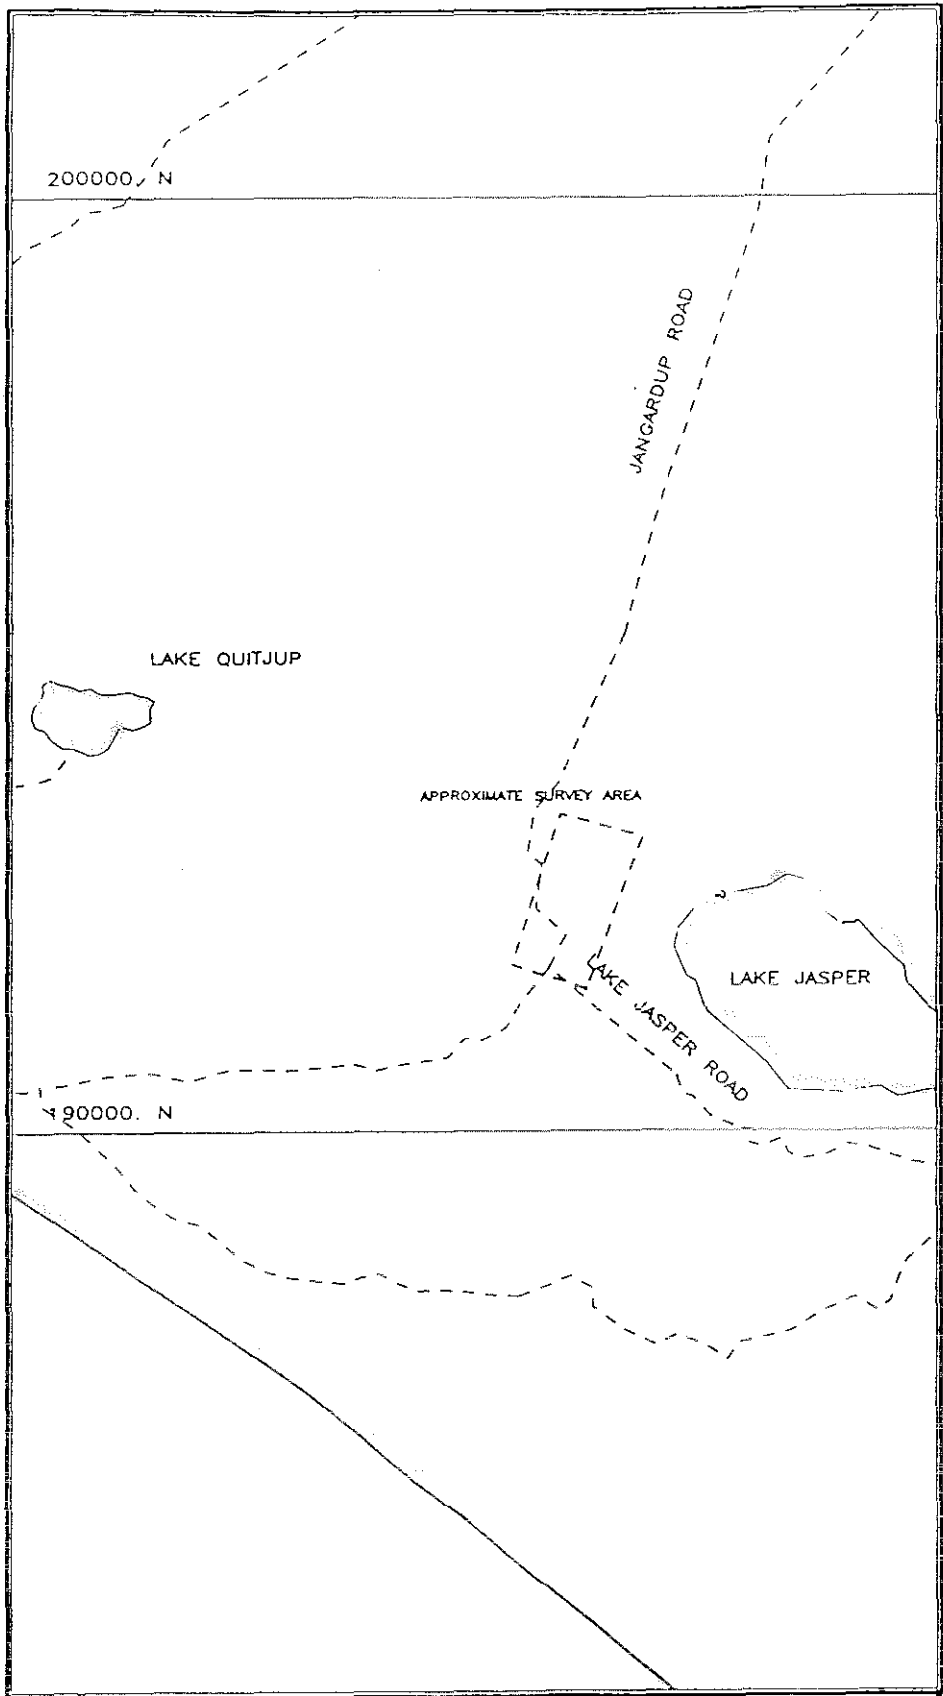 200000. N
JANGARDUP ROAD
LAKE QUITJUP
APPROXIMATE SURVEY AREA
LAKE JASPER
LAKE JASPER ROAD
190000. N